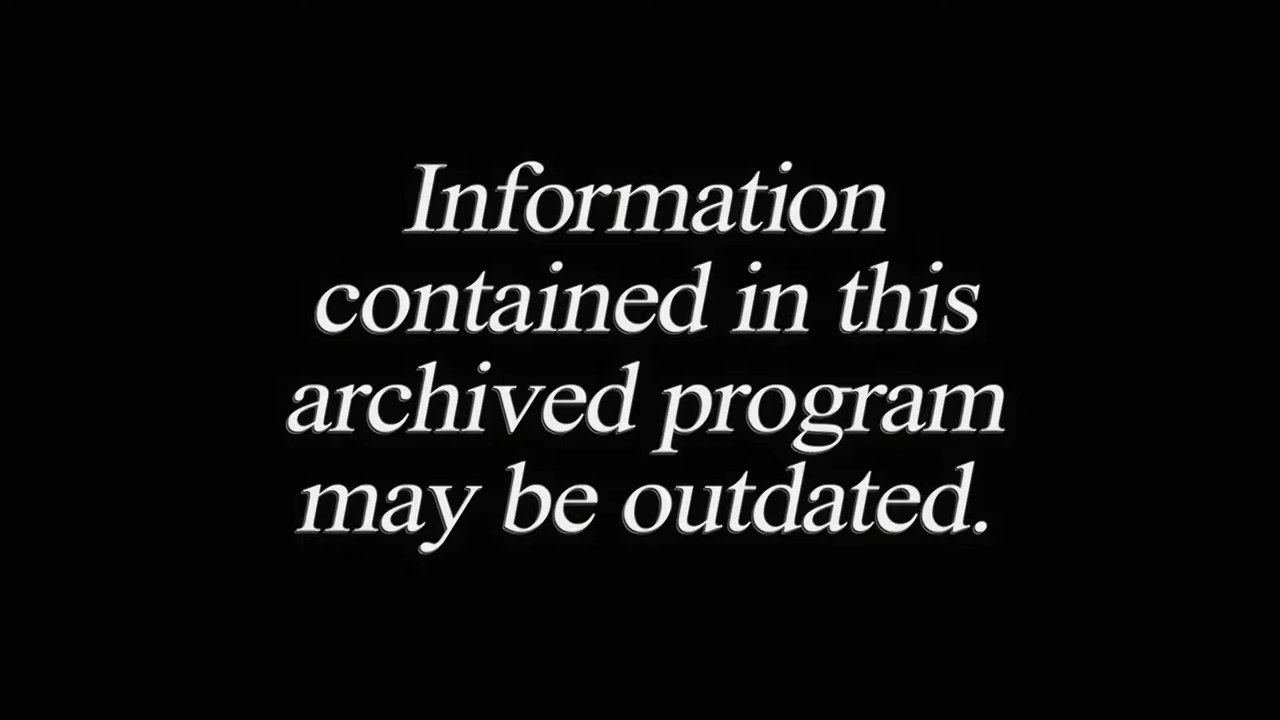 Information
contained in this
archived program
may be outdated.